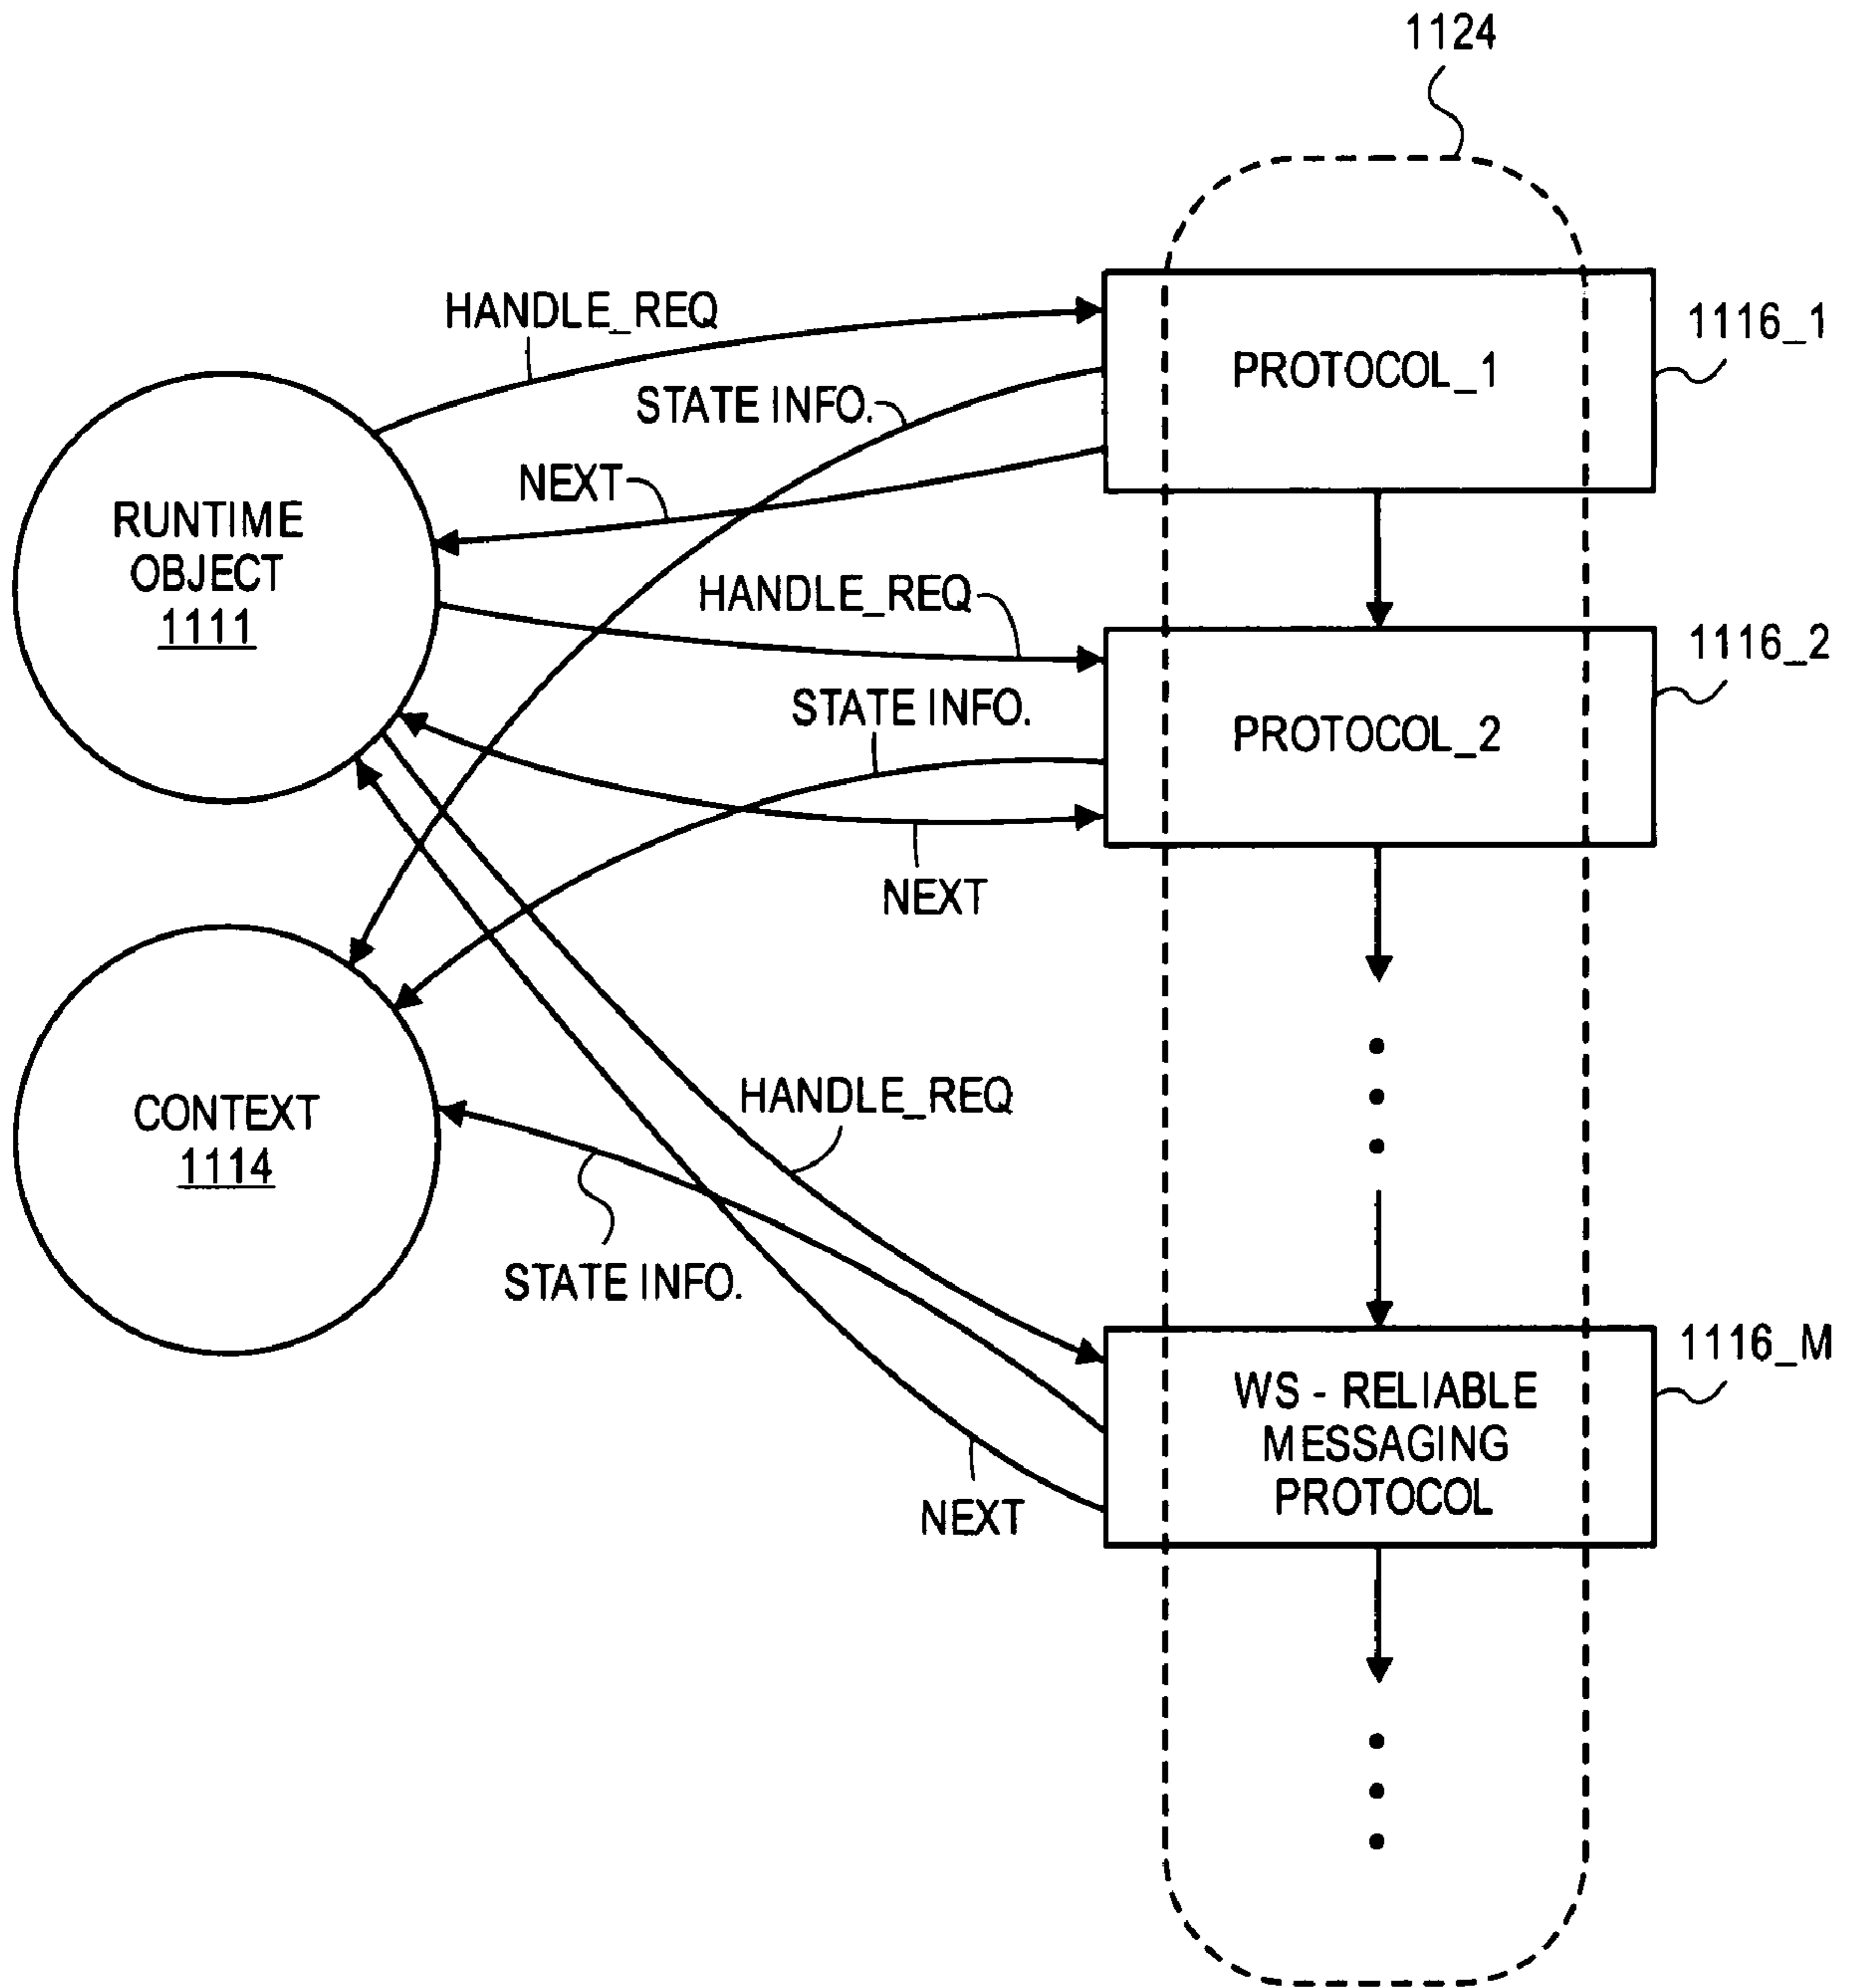 1124
HANDLE_REQ
1116_1
PROTOCOL_1
STATE INFO.
NEXT
RUNTIME
OBJECT
1111
HANDLE_REQ
1116_2
STATE INFO.
PROTOCOL_2
NEXT
HANDLE_REQ
CONTEXT
1114
STATE INFO.
1116_M
WS - RELIABLE
MESSAGING
PROTOCOL
NEXT